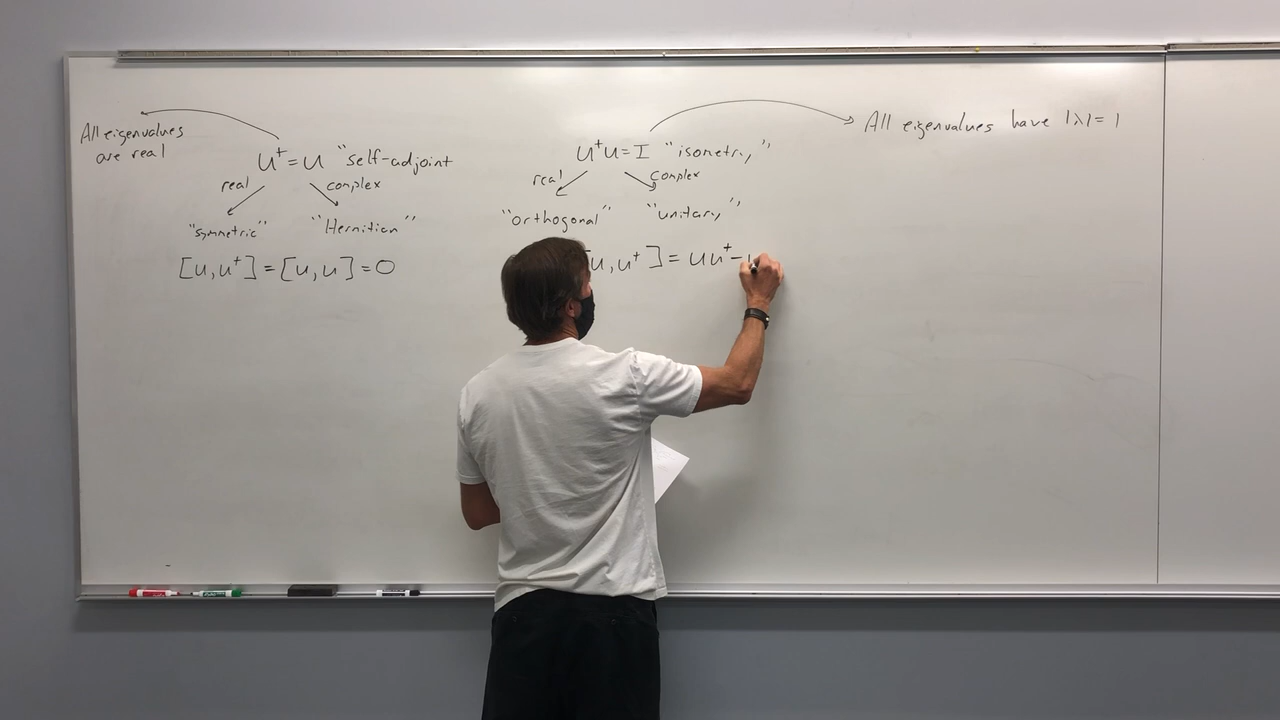 All eigenvalues
are real
U† = U "self-adjoint
real
complex
"symmetric"
"Hermitian"
[U, U†] = [U, U] = 0
All eigenvalues have |λ| = 1
U†U = I "isometry"
real
complex
"orthogonal"
"unitary"
U, U†] = UU† –